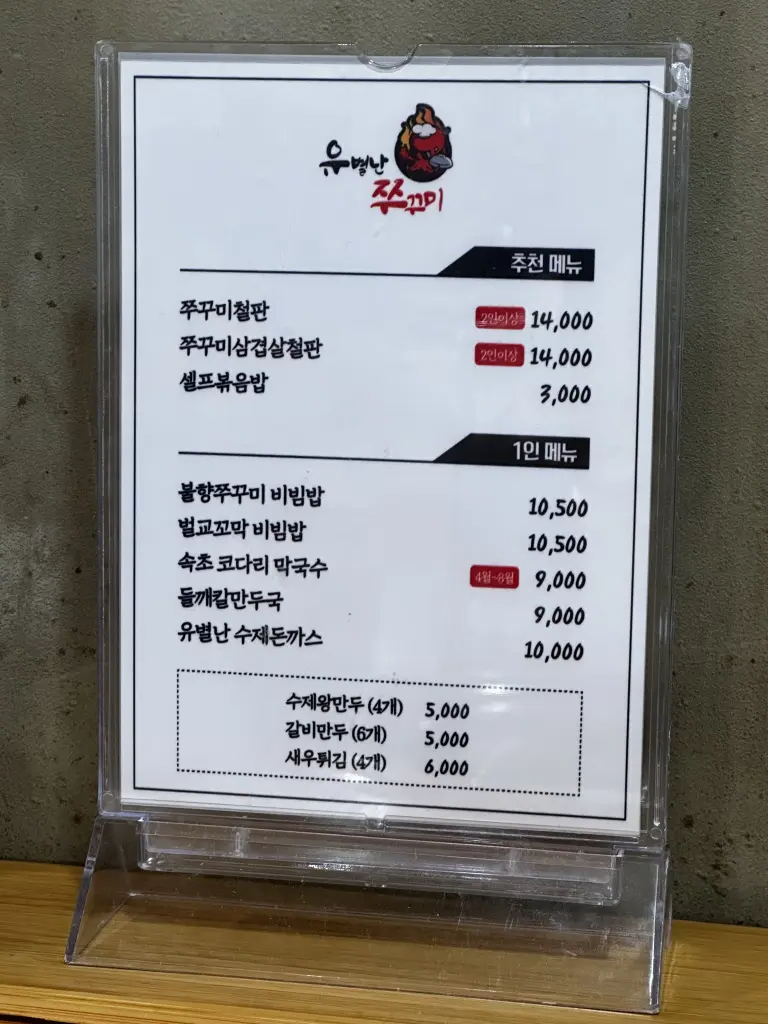 유별난
쭈꾸미
추천 메뉴
쭈꾸미철판 2인이상 14,000
쭈꾸미삼겹살철판 2인이상 14,000
셀프볶음밥 3,000
1인 메뉴
불향쭈꾸미 비빔밥 10,500
벌교꼬막 비빔밥 10,500
속초 코다리 막국수 4월~8월 9,000
들깨칼만두국 9,000
유별난 수제돈까스 10,000
수제왕만두 (4개) 5,000
갈비만두 (6개) 5,000
새우튀김 (4개) 6,000